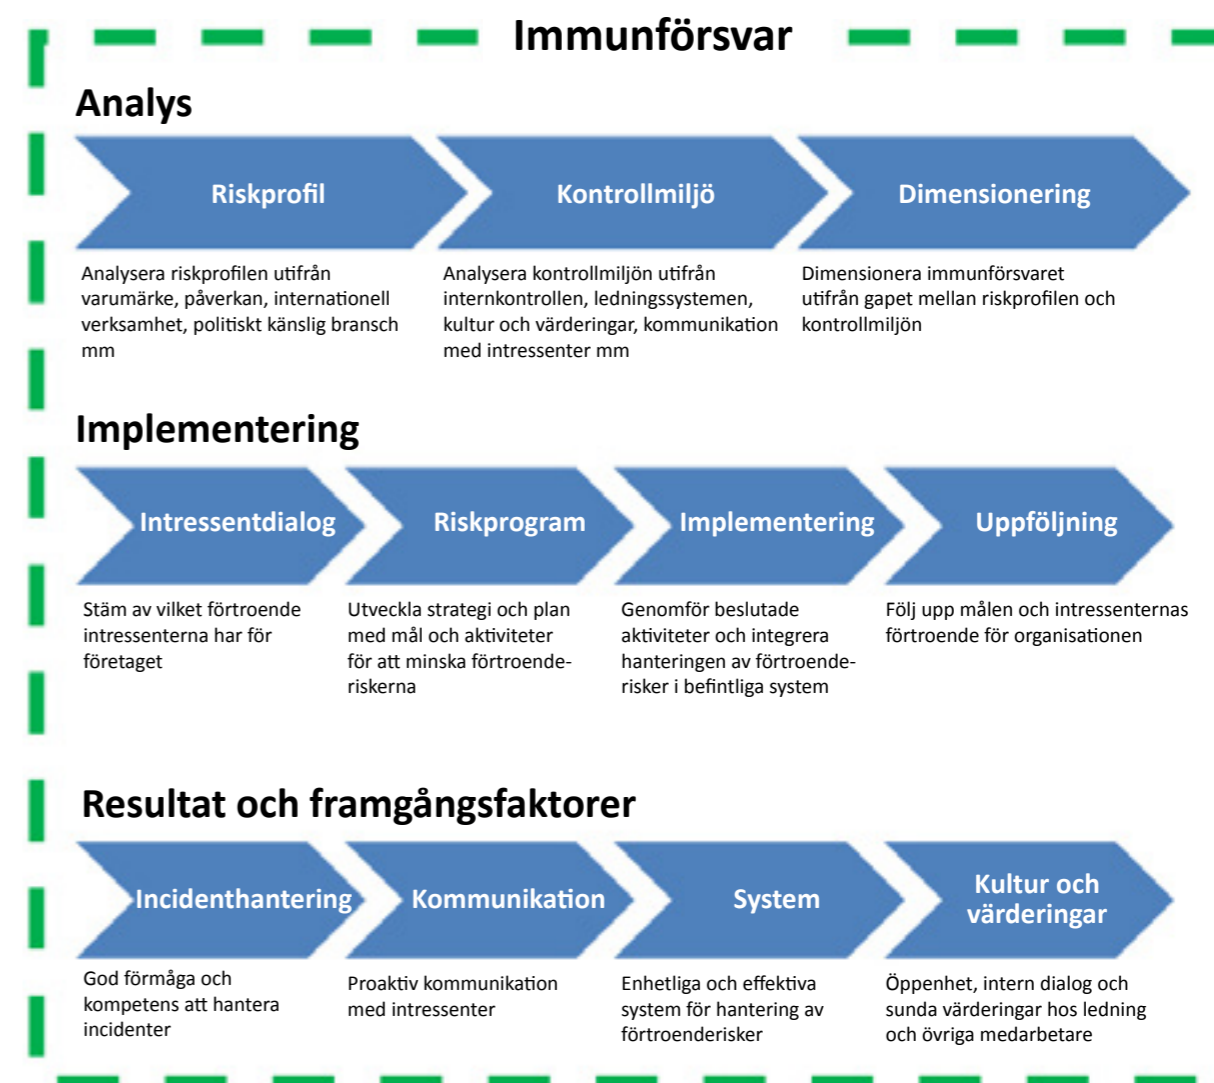 Immunförsvar
Analys
Riskprofil
Kontrollmiljö
Dimensionering
Analysera riskprofilen utifrån
varumärke, påverkan, internationell
verksamhet, politiskt känslig bransch
mm
Analysera kontrollmiljön utifrån
internkontrollen, ledningssystemen,
kultur och värderingar, kommunikation
med intressenter mm
Dimensionera immunförsvaret
utifrån gapet mellan riskprofilen och
kontrollmiljön
Implementering
Intressentdialog
Riskprogram
Implementering
Uppföljning
Stäm av vilket förtroende
intressenterna har för
företaget
Utveckla strategi och plan
med mål och aktiviteter
för att minska förtroende-
riskerna
Genomför beslutade
aktiviteter och integrera
hanteringen av förtroende-
risker i befintliga system
Följ upp målen och intressenternas
förtroende för organisationen
Resultat och framgångsfaktorer
Incidenthantering
Kommunikation
System
Kultur och
värderingar
God förmåga och
kompetens att hantera
incidenter
Proaktiv kommunikation
med intressenter
Enhetliga och effektiva
system för hantering av
förtroenderisker
Öppenhet, intern dialog och
sunda värderingar hos ledning
och övriga medarbetare